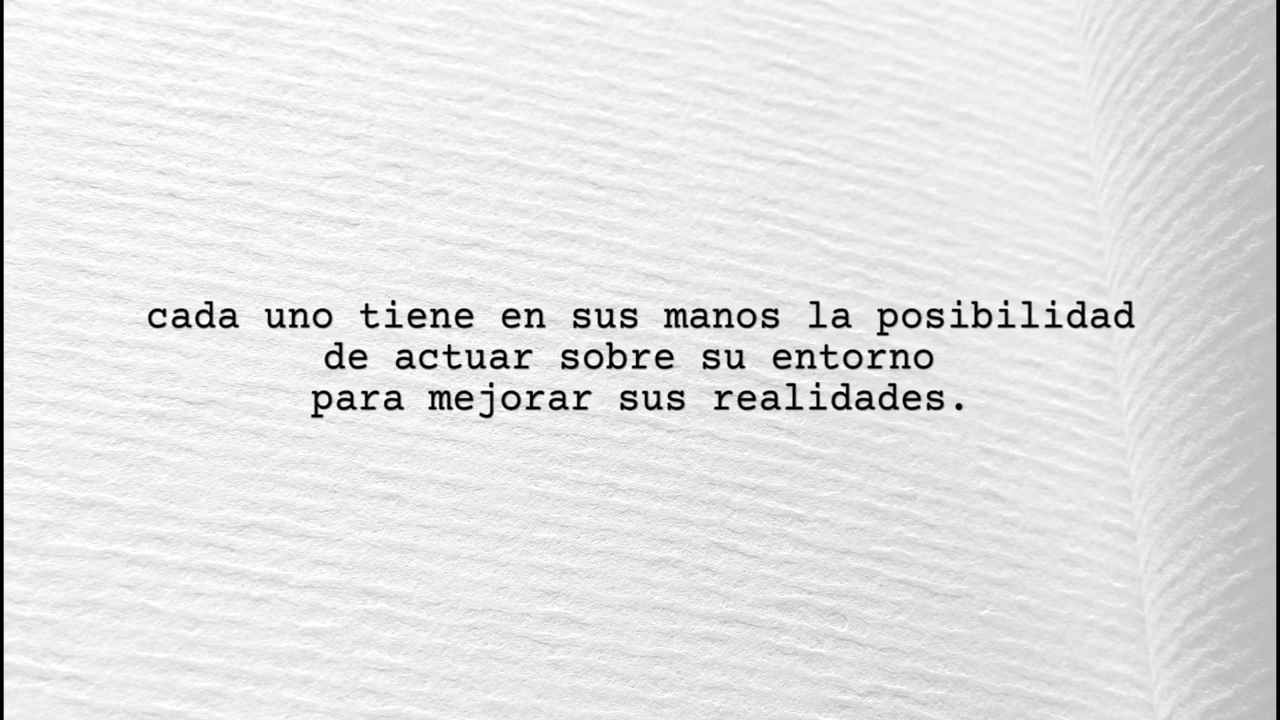 cada uno tiene en sus manos la posibilidad
de actuar sobre su entorno
para mejorar sus realidades.